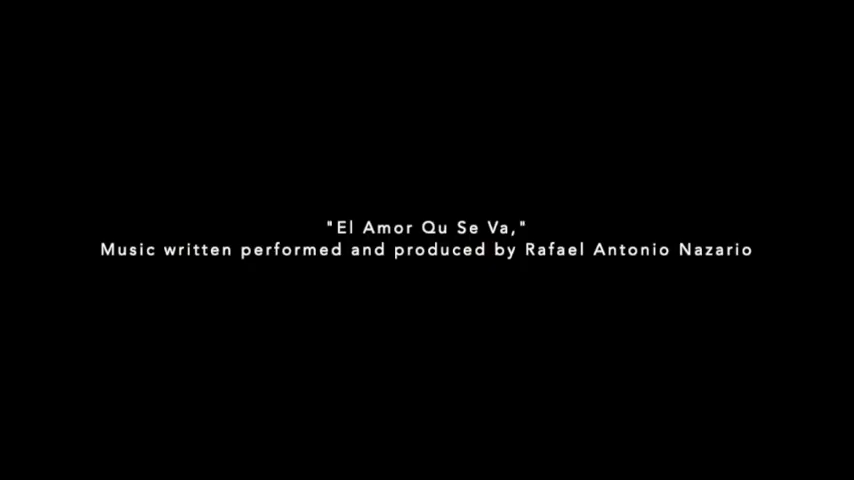 "El Amor Qu Se Va,"
Music written performed and produced by Rafael Antonio Nazario